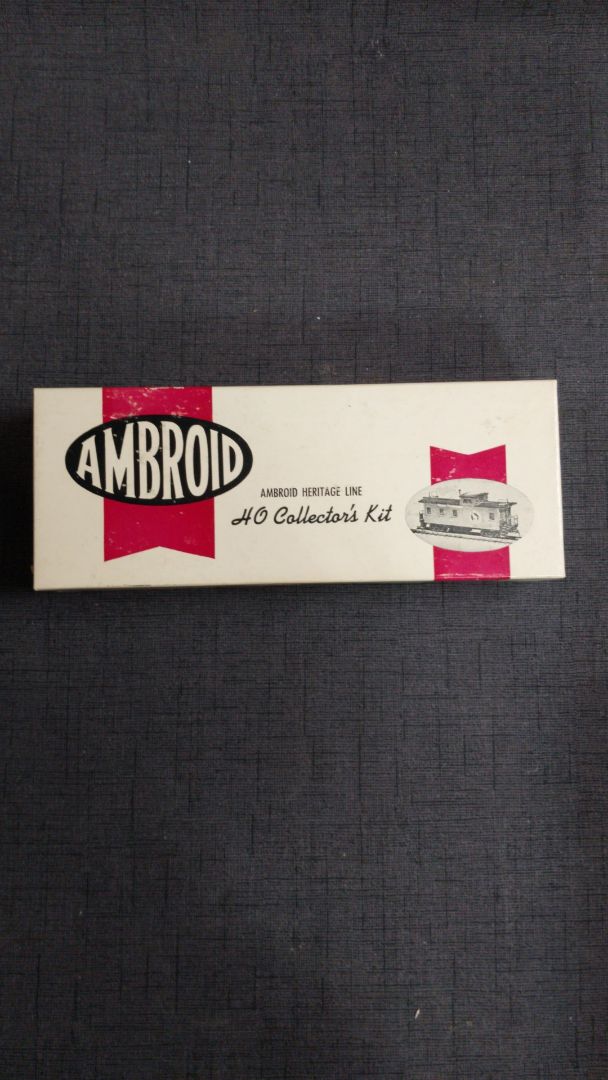 AMBROID
AMBROID HERITAGE LINE
HO Collector's Kit